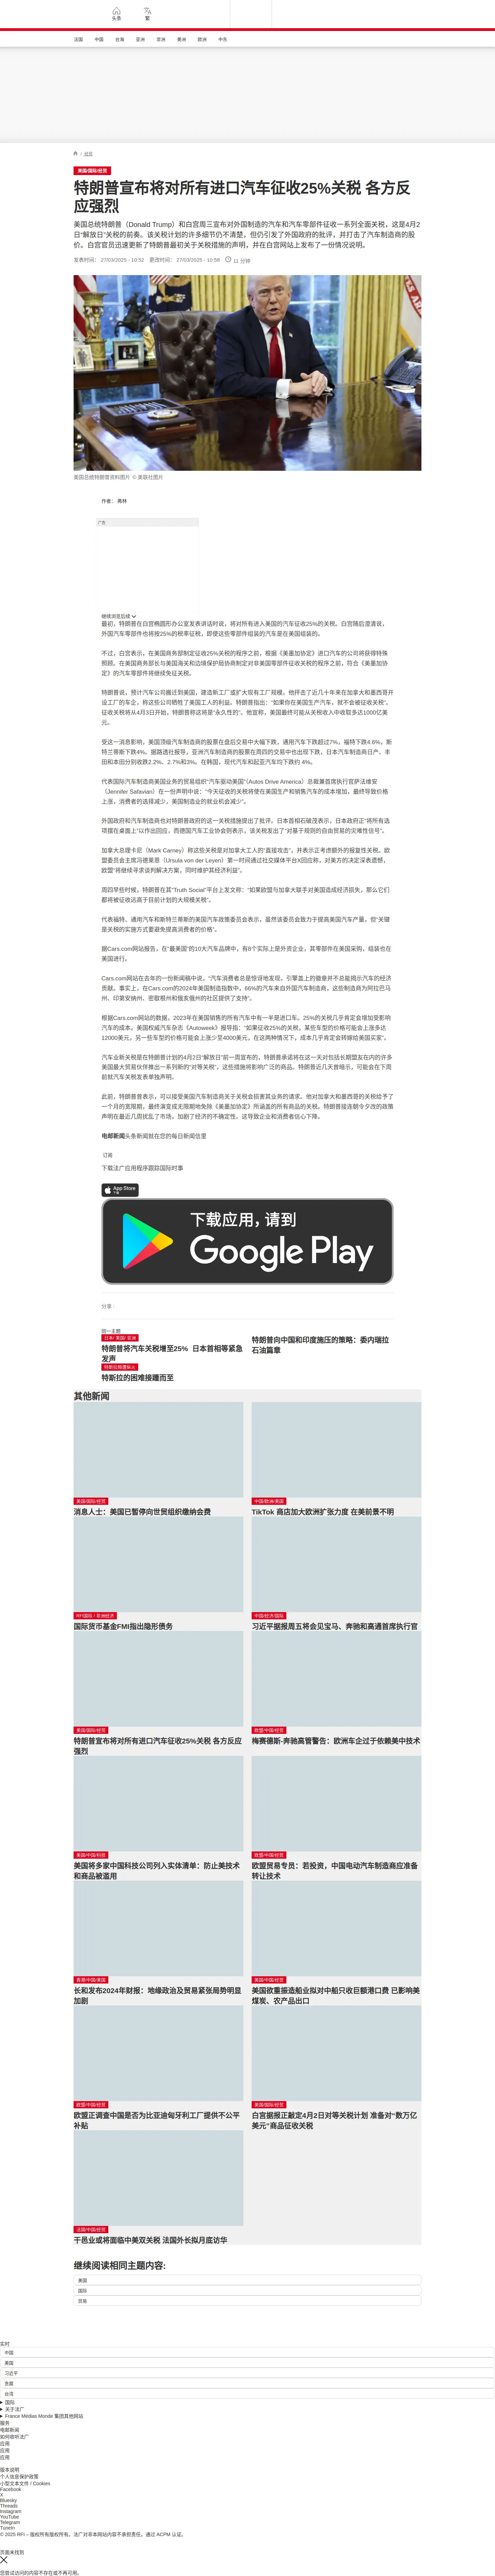 头条
繁
法国
中国
台海
亚洲
非洲
美洲
欧洲
中东
/ 经贸
美国/国际/经贸
特朗普宣布将对所有进口汽车征收25%关税 各方反
应强烈
美国总统特朗普（Donald Trump）和白宫周三宣布对外国制造的汽车和汽车零部件征收一系列全面关税，这是4月2
日“解放日”关税的前奏。该关税计划的许多细节仍不清楚，但仍引发了外国政府的批评，并打击了汽车制造商的股
价。白宫官员迅速更新了特朗普最初关于关税措施的声明，并在白宫网站上发布了一份情况说明。
发表时间： 27/03/2025 - 10:52 更改时间： 27/03/2025 - 10:58 11 分钟
美国总统特朗普资料图片 © 美联社图片
作者： 弗林
广告
继续浏览后续
最初，特朗普在白宫椭圆形办公室发表讲话时说，将对所有进入美国的汽车征收25%的关税。白宫随后澄清说，
外国汽车零部件也将按25%的税率征税，即使这些零部件组装的汽车是在美国组装的。
不过，白宫表示，在美国商务部制定征收25%关税的程序之前，根据《美墨加协定》进口汽车的公司将获得特殊
照顾。在美国商务部长与美国海关和边境保护局协商制定对非美国零部件征收关税的程序之前，符合《美墨加协
定》的汽车零部件将继续免征关税。
特朗普说，预计汽车公司搬迁到美国，建造新工厂或扩大现有工厂规模。他抨击了近几十年来在加拿大和墨西哥开
设工厂的车企，称这些公司牺牲了美国工人的利益。特朗普指出：“如果你在美国生产汽车，就不会被征收关税”。
征收关税将从4月3日开始，特朗普称这将是“永久性的”。他宣称，美国最终可能从关税收入中收取多达1000亿美
元。
受这一消息影响，美国顶级汽车制造商的股票在盘后交易中大幅下跌，通用汽车下跌超过7%，福特下跌4.6%，斯
特兰蒂斯下跌4%。据路透社报导，亚洲汽车制造商的股票在周四的交易中也出现下跌，日本汽车制造商日产、丰
田和本田分别收跌2.2%、2.7%和3%。在韩国，现代汽车和起亚汽车均下跌约 4%。
代表国际汽车制造商美国业务的贸易组织“汽车驱动美国”（Autos Drive America）总裁兼首席执行官萨法维安
（Jennifer Safavian）在一份声明中说：“今天征收的关税将使在美国生产和销售汽车的成本增加，最终导致价格
上涨，消费者的选择减少，美国制造业的就业机会减少”。
外国政府和汽车制造商也对特朗普政府的这一关税措施提出了批评。日本首相石破茂表示，日本政府正“将所有选
项摆在桌面上”以作出回应，而德国汽车工业协会则表示，该关税发出了“对基于规则的自由贸易的灾难性信号”。
加拿大总理卡尼（Mark Carney）称这些关税是对加拿大工人的“直接攻击”，并表示正考虑额外的报复性关税。欧
盟委员会主席冯德莱恩（Ursula von der Leyen）第一时间通过社交媒体平台X回应称，对美方的决定深表遗憾，
欧盟“将继续寻求谈判解决方案，同时维护其经济利益”。
周四早些时候，特朗普在其“Truth Social”平台上发文称：“如果欧盟与加拿大联手对美国造成经济损失，那么它们
都将被征收远高于目前计划的大规模关税”。
代表福特、通用汽车和斯特兰蒂斯的美国汽车政策委员会表示，虽然该委员会致力于提高美国汽车产量，但“关键
是关税的实施方式要避免提高消费者的价格”。
据Cars.com网站报告，在“最美国”的10大汽车品牌中，有8个实际上是外资企业，其零部件在美国采购，组装也在
美国进行。
Cars.com网站在去年的一份新闻稿中说，“汽车消费者总是惊讶地发现，引擎盖上的徽章并不总能揭示汽车的经济
贡献。事实上，在Cars.com的2024年美国制造指数中，66%的汽车来自外国汽车制造商，这些制造商为阿拉巴马
州、印第安纳州、密歇根州和俄亥俄州的社区提供了支持”。
根据Cars.com网站的数据，2023年在美国销售的所有汽车中有一半是进口车。25%的关税几乎肯定会增加受影响
汽车的成本。美国权威汽车杂志《Autoweek》报导指：“如果征收25%的关税，某些车型的价格可能会上涨多达
12000美元，另一些车型的价格可能会上涨少至4000美元，在这两种情况下，成本几乎肯定会转嫁给美国买家”。
汽车业新关税是在特朗普计划的4月2日“解放日”前一周宣布的，特朗普承诺将在这一天对包括长期盟友在内的许多
美国最大贸易伙伴推出一系列新的“对等关税”，这些措施将影响广泛的商品。特朗普近几天曾暗示，可能会在下周
前就汽车关税发表单独声明。
此前，特朗普曾表示，可以接受美国汽车制造商关于关税会损害其业务的请求。他对加拿大和墨西哥的关税给予了
一个月的宽限期，最终演变成无限期地免除《美墨加协定》所涵盖的所有商品的关税。特朗普接连朝令夕改的政策
声明在最近几周扰乱了市场，加剧了经济的不确定性。这导致企业和消费者信心下降。
电邮新闻头条新闻就在您的每日新闻信里
订阅
下载法广应用程序跟踪国际时事
App Store
下载
下载应用，请到
Google Play
分享 :
同一主题
日本/ 美国/ 亚洲
特朗普将汽车关税增至25% 日本首相等紧急
发声
特朗普向中国和印度施压的策略：委内瑞拉
石油篇章
特斯拉挨遭麻火
特斯拉的困难接踵而至
其他新闻
美国/国际/经贸
消息人士：美国已暂停向世贸组织缴纳会费
中国/欧洲/美国
TikTok 商店加大欧洲扩张力度 在美前景不明
RFI国际 / 非洲经济
国际货币基金FMI指出隐形债务
中国/经济/国际
习近平据报周五将会见宝马、奔驰和高通首席执行官
美国/国际/经贸
特朗普宣布将对所有进口汽车征收25%关税 各方反应
强烈
欧盟/中国/经贸
梅赛德斯-奔驰高管警告：欧洲车企过于依赖美中技术
美国/中国/科技
美国将多家中国科技公司列入实体清单：防止美技术
和商品被滥用
欧盟/中国/经贸
欧盟贸易专员：若投资，中国电动汽车制造商应准备
转让技术
香港/中国/美国
长和发布2024年财报：地缘政治及贸易紧张局势明显
加剧
美国/中国/经贸
美国欲重振造船业拟对中船只收巨额港口费 已影响美
煤炭、农产品出口
欧盟/中国/经贸
欧盟正调查中国是否为比亚迪匈牙利工厂提供不公平
补贴
美国/国际/经贸
白宫据报正敲定4月2日对等关税计划 准备对“数万亿
美元”商品征收关税
法国/中国/经贸
干邑业或将面临中美双关税 法国外长拟月底访华
继续阅读相同主题内容:
美国
国际
贸易
实时
中国
美国
习近平
贪腐
台湾
国际
关于法广
France Médias Monde 集团其他网站
服务
电邮新闻
如何收听法广
应用
应用
应用
版本说明
个人信息保护政策
小型文本文件 / Cookies
Facebook
X
Bluesky
Threads
Instagram
YouTube
Telegram
TuneIn
© 2025 RFI – 版权所有版权所有。法广对非本网站内容不承担责任。通过 ACPM 认证。
页面未找到
您尝试访问的内容不存在或不再可用。